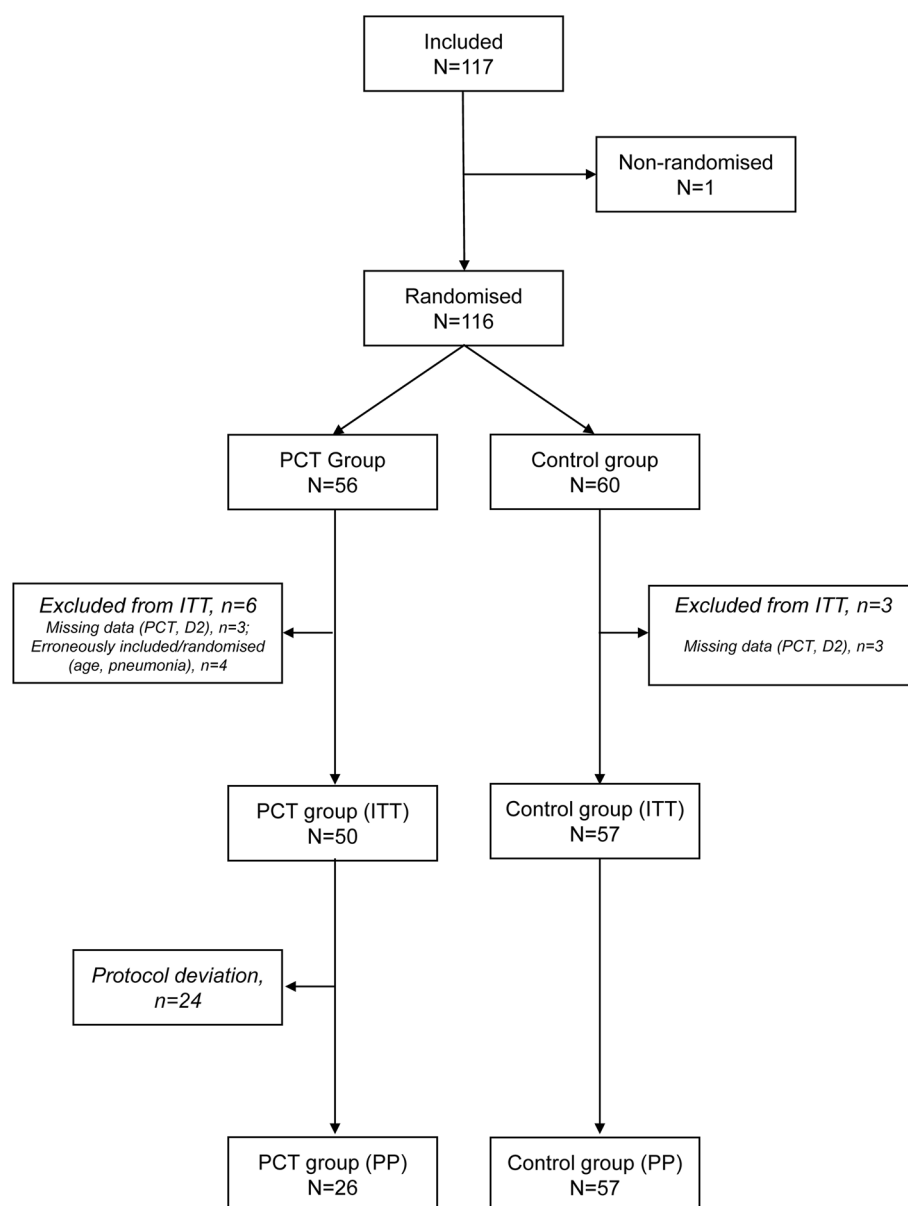 Included
N=117
Non-randomised
N=1
Randomised
N=116
PCT Group
N=56
Control group
N=60
Excluded from ITT, n=6
Missing data (PCT, D2), n=3;
Erroneously included/randomised
(age, pneumonia), n=4
Excluded from ITT, n=3
Missing data (PCT, D2), n=3
PCT group (ITT)
N=50
Control group (ITT)
N=57
Protocol deviation,
n=24
PCT group (PP)
N=26
Control group (PP)
N=57